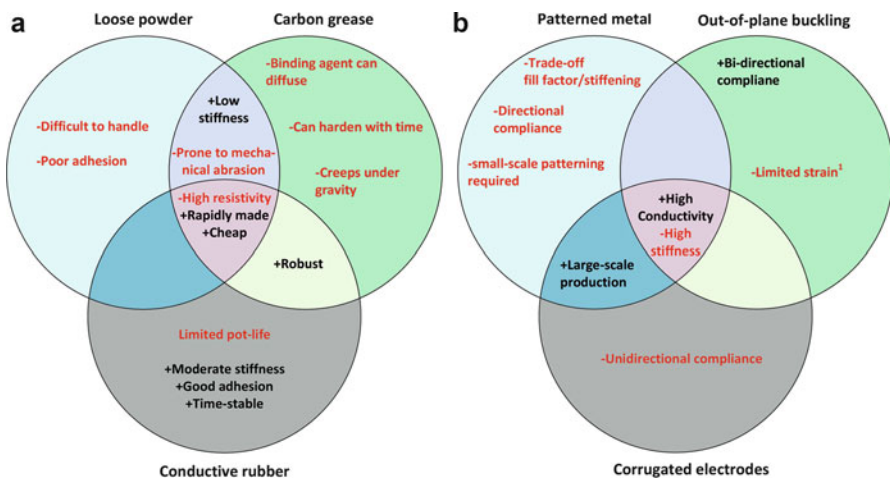 a
Loose powder
Carbon grease
-Binding agent can
diffuse
+Low
stiffness
-Difficult to handle
-Can harden with time
-Poor adhesion
-Prone to mecha-
nical abrasion
-Creeps under
gravity
-High resistivity
+Rapidly made
+Cheap
+Robust
Limited pot-life
+Moderate stiffness
+Good adhesion
+Time-stable
Conductive rubber
b
Patterned metal
Out-of-plane buckling
-Trade-off
fill factor/stiffening
+Bi-directional
compliane
-Directional
compliance
-small-scale patterning
required
-Limited strain¹
+High
Conductivity
-High
stiffness
+Large-scale
production
-Unidirectional compliance
Corrugated electrodes